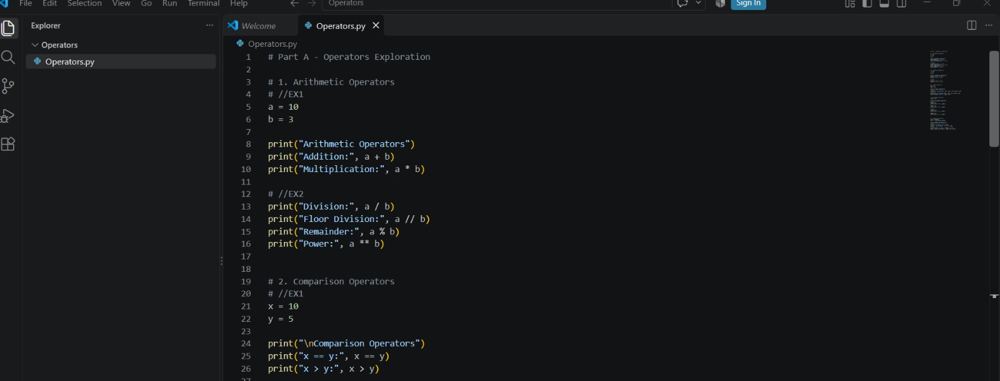 File Edit Selection View Go Run Terminal Help Operators Sign In
Explorer
Welcome Operators.py
Operators
Operators.py
Operators.py
1 # Part A - Operators Exploration
2
3 # 1. Arithmetic Operators
4 # //EX1
5 a = 10
6 b = 3
7
8 print("Arithmetic Operators")
9 print("Addition:", a + b)
10 print("Multiplication:", a * b)
11
12 # //EX2
13 print("Division:", a / b)
14 print("Floor Division:", a // b)
15 print("Remainder:", a % b)
16 print("Power:", a ** b)
17
18
19 # 2. Comparison Operators
20 # //EX1
21 x = 10
22 y = 5
23
24 print("\nComparison Operators")
25 print("x == y:", x == y)
26 print("x > y:", x > y)
27